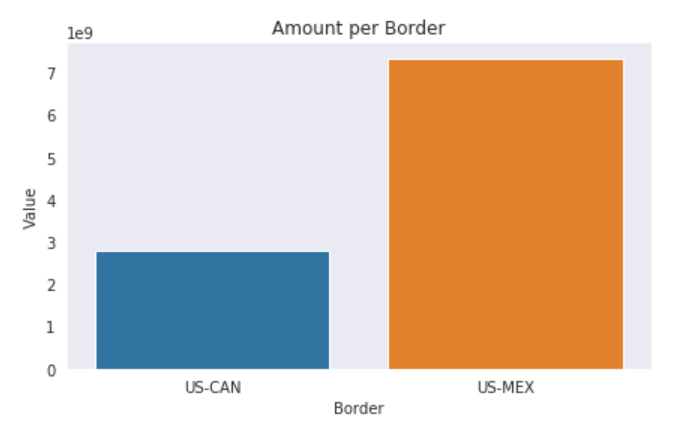 Amount per Border
1e9
7
6
5
4
3
2
1
0
Value
US-CAN
US-MEX
Border